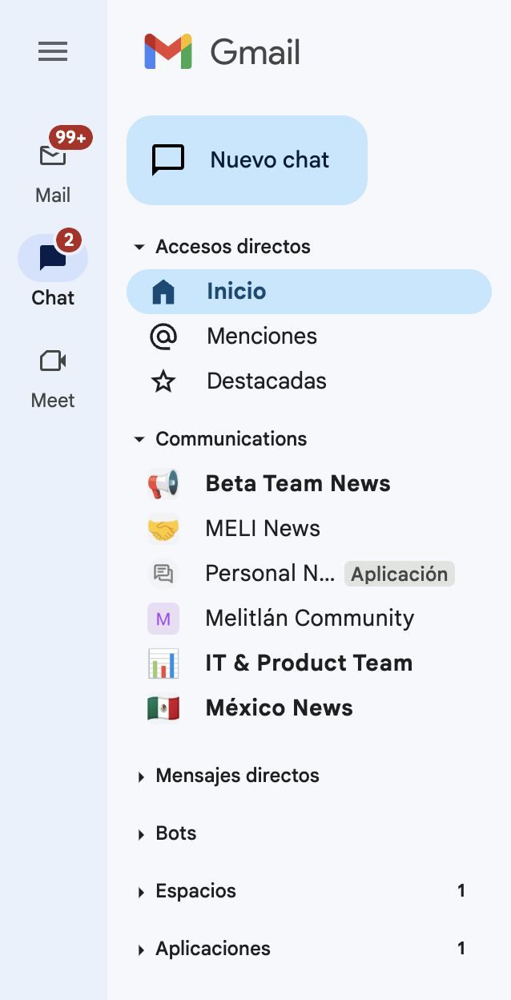 Gmail
99+
Mail
2
Chat
Meet
Nuevo chat
Accesos directos
Inicio
Menciones
Destacadas
Communications
Beta Team News
MELI News
Personal N... Aplicación
M Melitlán Community
IT & Product Team
México News
Mensajes directos
Bots
Espacios 1
Aplicaciones 1